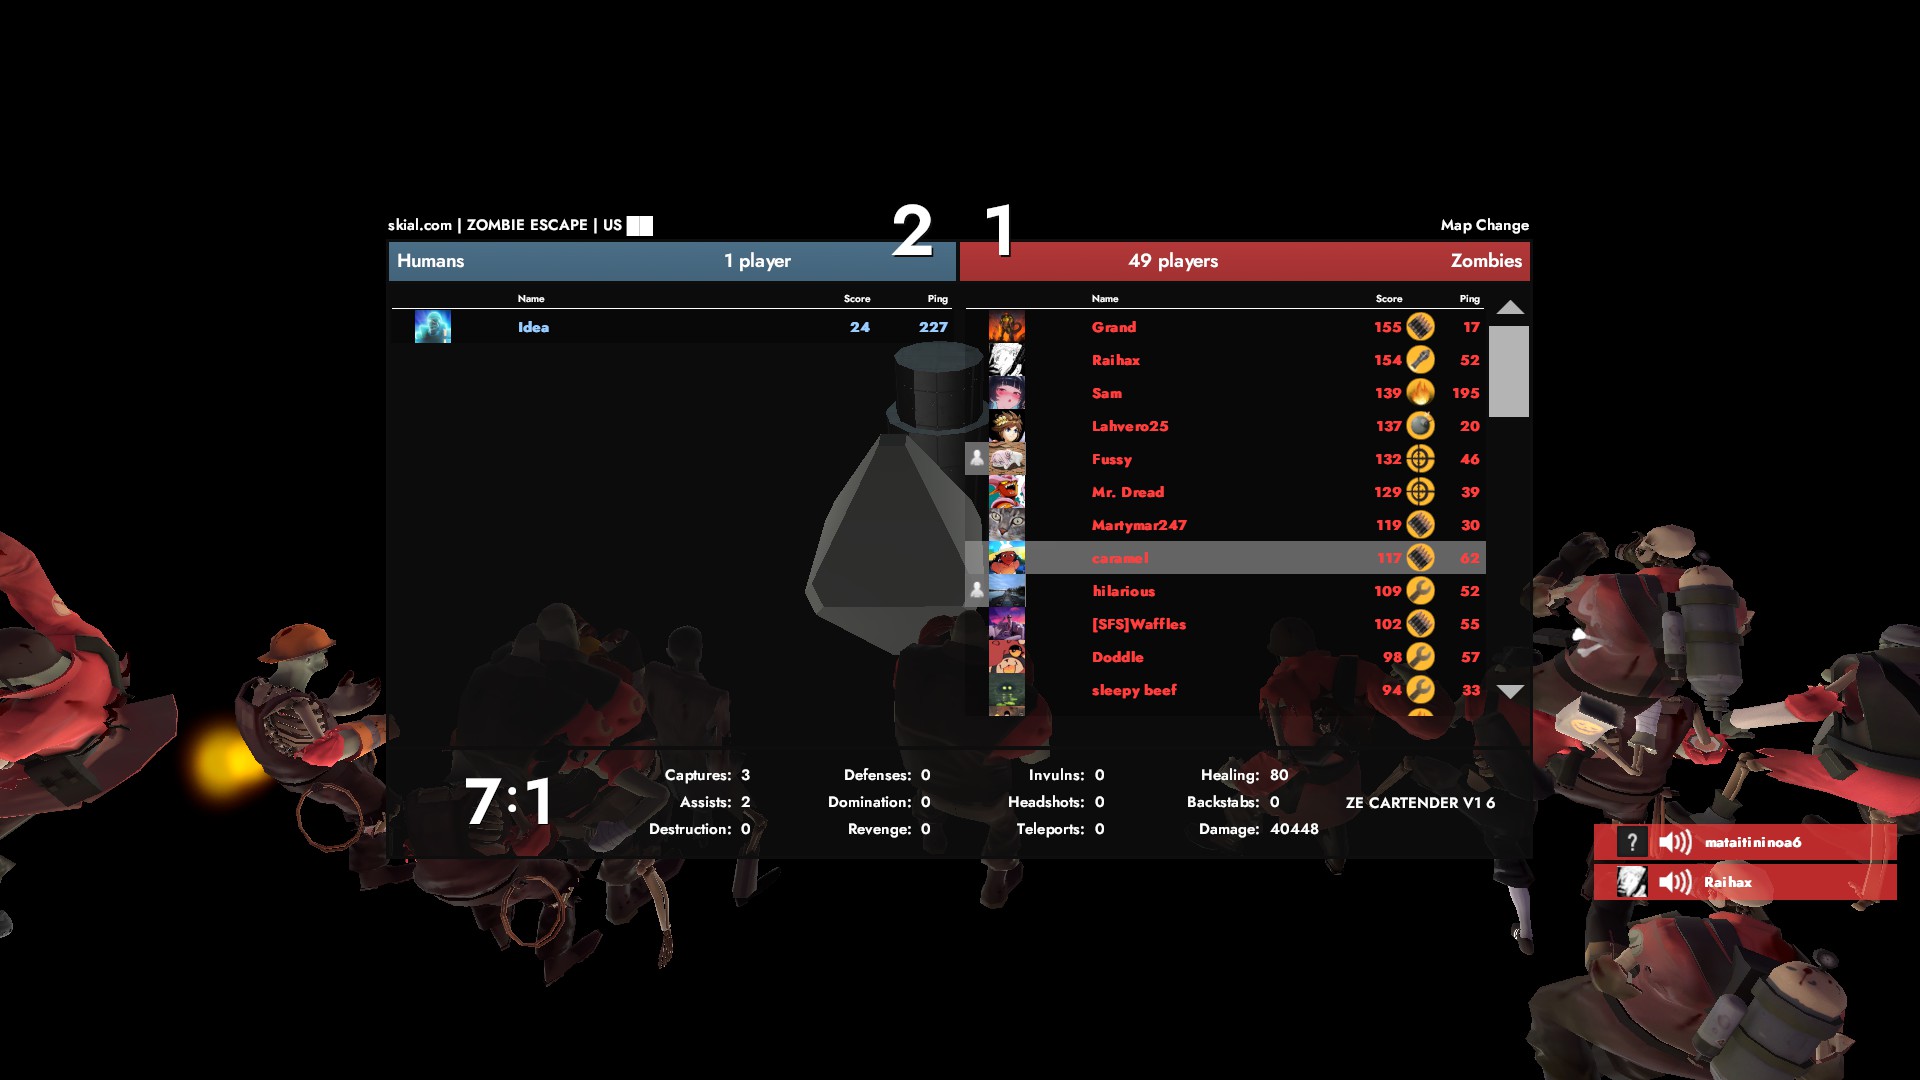 skial.com | ZOMBIE ESCAPE | US
2 1
Map Change
Humans 1 player
49 players Zombies
Name Score Ping
Idea 24 227
Name Score Ping
Grand 155 17
Raihax 154 52
Sam 139 195
Lahvero25 137 20
Fussy 132 46
Mr. Dread 129 39
Martymar247 119 30
caramel 117 62
hilarious 109 52
[SFS]Waffles 102 55
Doddle 98 57
sleepy beef 94 33
7:1
Captures: 3
Assists: 2
Destruction: 0
Defenses: 0
Domination: 0
Revenge: 0
Invulns: 0
Headshots: 0
Teleports: 0
Healing: 80
Backstabs: 0
Damage: 40448
ZE CARTENDER V1 6
? mataitininoa6
Raihax